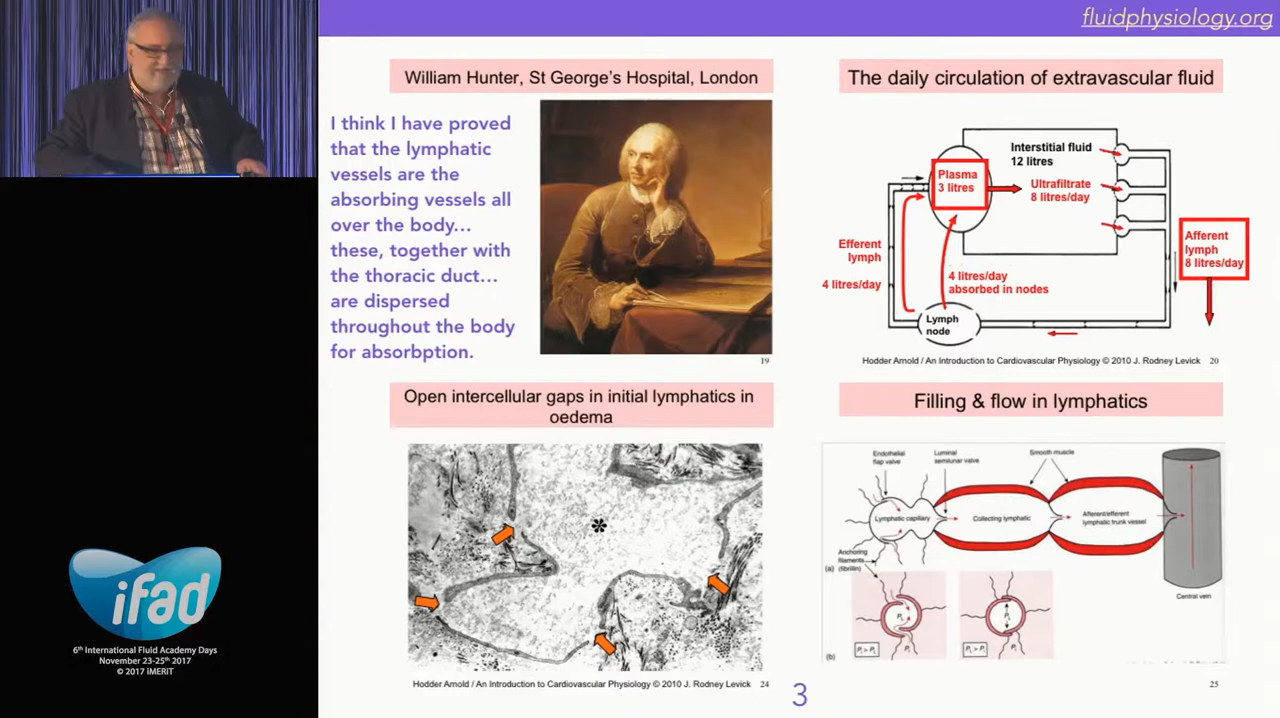 fluidphysiology.org
William Hunter, St George's Hospital, London
I think I have proved
that the lymphatic
vessels are the
absorbing vessels all
over the body…
these, together with
the thoracic duct…
are dispersed
throughout the body
for absorbption.
19
The daily circulation of extravascular fluid
Interstitial fluid
12 litres
Plasma
3 litres
Ultrafiltrate
8 litres/day
Afferent
lymph
8 litres/day
Efferent
lymph
4 litres/day
4 litres/day
absorbed in nodes
Lymph
node
Hodder Arnold / An Introduction to Cardiovascular Physiology © 2010 J. Rodney Levick 20
Open intercellular gaps in initial lymphatics in
oedema
*
Hodder Arnold / An Introduction to Cardiovascular Physiology © 2010 J. Rodney Levick 24
Filling & flow in lymphatics
Endothelial
flap valve
Luminal
semilunar valve
Smooth muscle
Lymphatic capillary
Collecting lymphatic
Afferent/efferent
lymphatic trunk vessel
Anchoring
filaments
(fibrillin)
(a)
Central vein
(b)
25
3
ifad
6th International Fluid Academy Days
November 23-25th 2017
© 2017 iMERIT